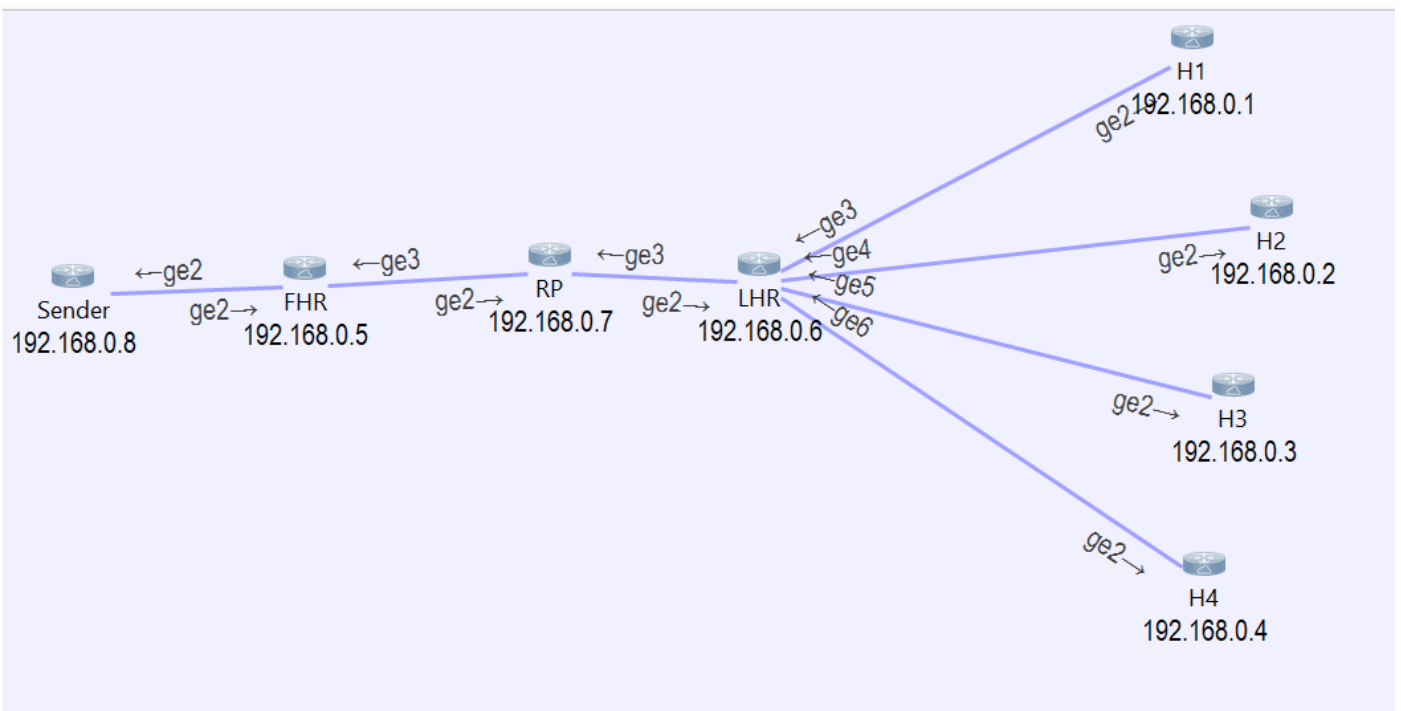 H1
192.168.0.1
ge2→
←ge3
←ge4
←ge5
←ge6
ge2→
H2
192.168.0.2
←ge2
Sender
192.168.0.8
ge2→
FHR
192.168.0.5
←ge3
ge2→
RP
192.168.0.7
←ge3
ge2→
LHR
192.168.0.6
ge2→
H3
192.168.0.3
ge2→
H4
192.168.0.4